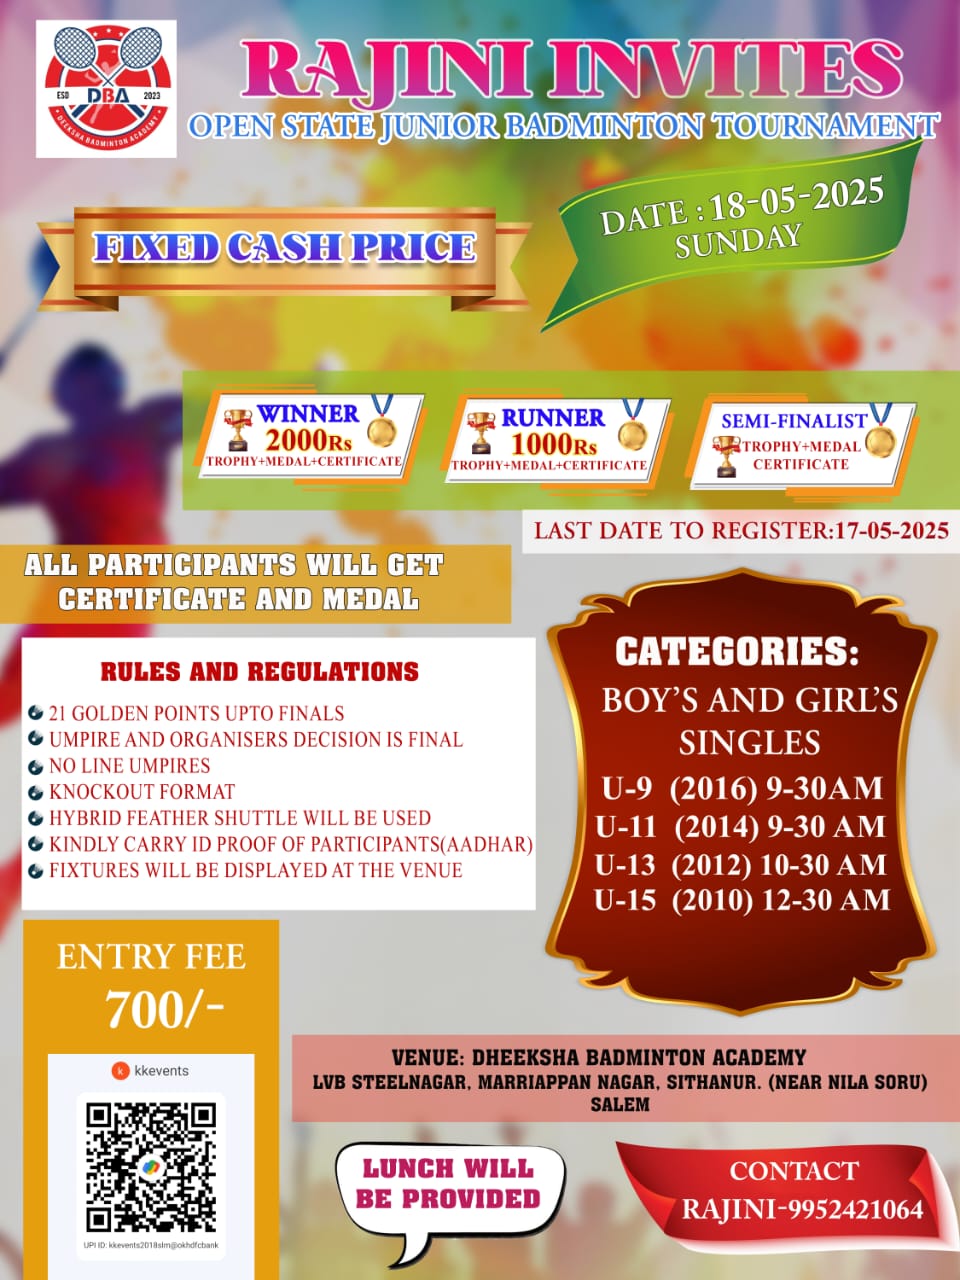 ESD DBA 2023
DEEKSHA BADMINTON ACADEMY
RAJINI INVITES
OPEN STATE JUNIOR BADMINTON TOURNAMENT
DATE : 18-05-2025
SUNDAY
FIXED CASH PRICE
WINNER
2000Rs
TROPHY+MEDAL+CERTIFICATE
RUNNER
1000Rs
TROPHY+MEDAL+CERTIFICATE
SEMI-FINALIST
TROPHY+MEDAL
CERTIFICATE
LAST DATE TO REGISTER:17-05-2025
ALL PARTICIPANTS WILL GET
CERTIFICATE AND MEDAL
RULES AND REGULATIONS
21 GOLDEN POINTS UPTO FINALS
UMPIRE AND ORGANISERS DECISION IS FINAL
NO LINE UMPIRES
KNOCKOUT FORMAT
HYBRID FEATHER SHUTTLE WILL BE USED
KINDLY CARRY ID PROOF OF PARTICIPANTS(AADHAR)
FIXTURES WILL BE DISPLAYED AT THE VENUE
CATEGORIES:
BOY'S AND GIRL'S
SINGLES
U-9 (2016) 9-30AM
U-11 (2014) 9-30 AM
U-13 (2012) 10-30 AM
U-15 (2010) 12-30 AM
ENTRY FEE
700/-
k kkevents
UPI ID: kkevents2018slm@okhdfcbank
VENUE: DHEEKSHA BADMINTON ACADEMY
LVB STEELNAGAR, MARRIAPPAN NAGAR, SITHANUR. (NEAR NILA SORU)
SALEM
LUNCH WILL
BE PROVIDED
CONTACT
RAJINI-9952421064